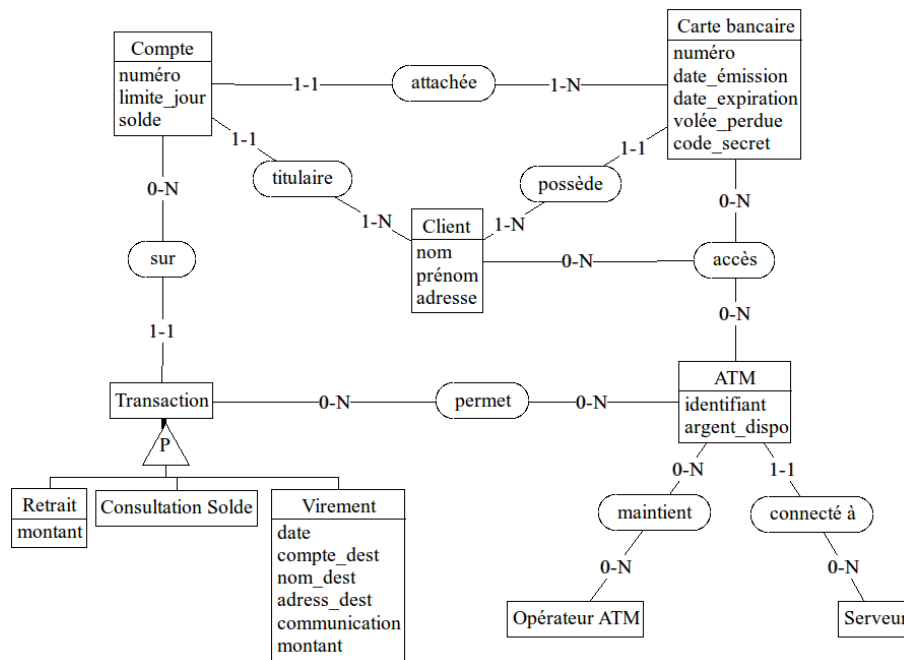 Compte
numéro
limite_jour
solde
1-1
attachée
1-N
Carte bancaire
numéro
date_émission
date_expiration
volée_perdue
code_secret
1-1
titulaire
1-N
1-1
possède
1-N
Client
nom
prénom
adresse
0-N
sur
1-1
0-N
0-N
accès
0-N
Transaction
0-N
permet
0-N
ATM
identifiant
argent_dispo
P
Retrait
montant
Consultation Solde
Virement
date
compte_dest
nom_dest
adress_dest
communication
montant
0-N
maintient
0-N
Opérateur ATM
1-1
connecté à
0-N
Serveur